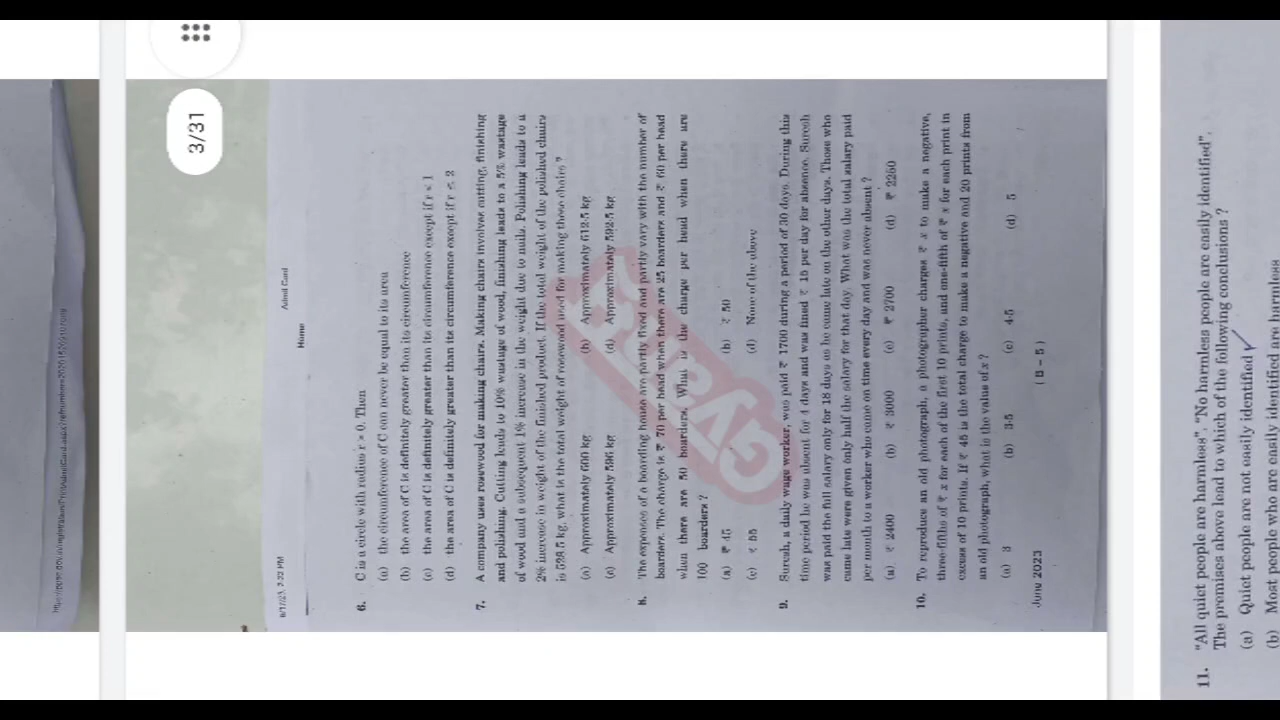 3/31
6/17/23, 7:22 PM
Admit Card
Home
6. C is a circle with radius r > 0. Then
(a) the circumference of C can never be equal to its area
(b) the area of C is definitely greater than its circumference
(c) the area of C is definitely greater than its circumference except if r < 1
(d) the area of C is definitely greater than its circumference except if r ≤ 2
7. A company uses rosewood for making chairs. Making chairs involves cutting, finishing
and polishing. Cutting leads to 10% wastage of wood, finishing leads to a 5% wastage
of wood and a subsequent 1% increase in the weight due to nails. Polishing leads to a
2% increase in weight of the finished product. If the total weight of the polished chairs
is 528.5 kg, what is the total weight of rosewood used for making these chairs ?
(a) Approximately 600 kg
(b) Approximately 612.5 kg
(c) Approximately 596 kg
(d) Approximately 592.5 kg
8. The expenses of a boarding house are partly fixed and partly vary with the number of
boarders. The charge is ₹ 70 per head when there are 25 boarders and ₹ 60 per head
when there are 50 boarders. What is the charge per head when there are
100 boarders ?
(a) ₹ 45
(b) ₹ 50
(c) ₹ 55
(d) None of the above
9. Suresh, a daily wage worker, was paid ₹ 1700 during a period of 30 days. During this
time period he was absent for 4 days and was fined ₹ 15 per day for absence. Suresh
was paid the full salary only for 18 days as he came late on the other days. Those who
came late were given only half the salary for that day. What was the total salary paid
per month to a worker who came on time every day and was never absent ?
(a) ₹ 2400
(b) ₹ 3000
(c) ₹ 2700
(d) ₹ 2250
10. To reproduce an old photograph, a photographer charges ₹ x to make a negative,
three-fifths of ₹ x for each of the first 10 prints, and one-fifth of ₹ x for each print in
excess of 10 prints. If ₹ 45 is the total charge to make a negative and 20 prints from
an old photograph, what is the value of x ?
(a) 3
(b) 3·5
(c) 4·5
(d) 5
June 2023
( B – 5 )
11. "All quiet people are harmless", "No harmless people are easily identified".
The premises above lead to which of the following conclusions ?
(a) Quiet people are not easily identified
(b) Most people who easily identified are harmless